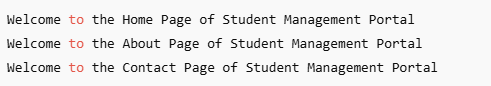 Welcome to the Home Page of Student Management Portal
Welcome to the About Page of Student Management Portal
Welcome to the Contact Page of Student Management Portal